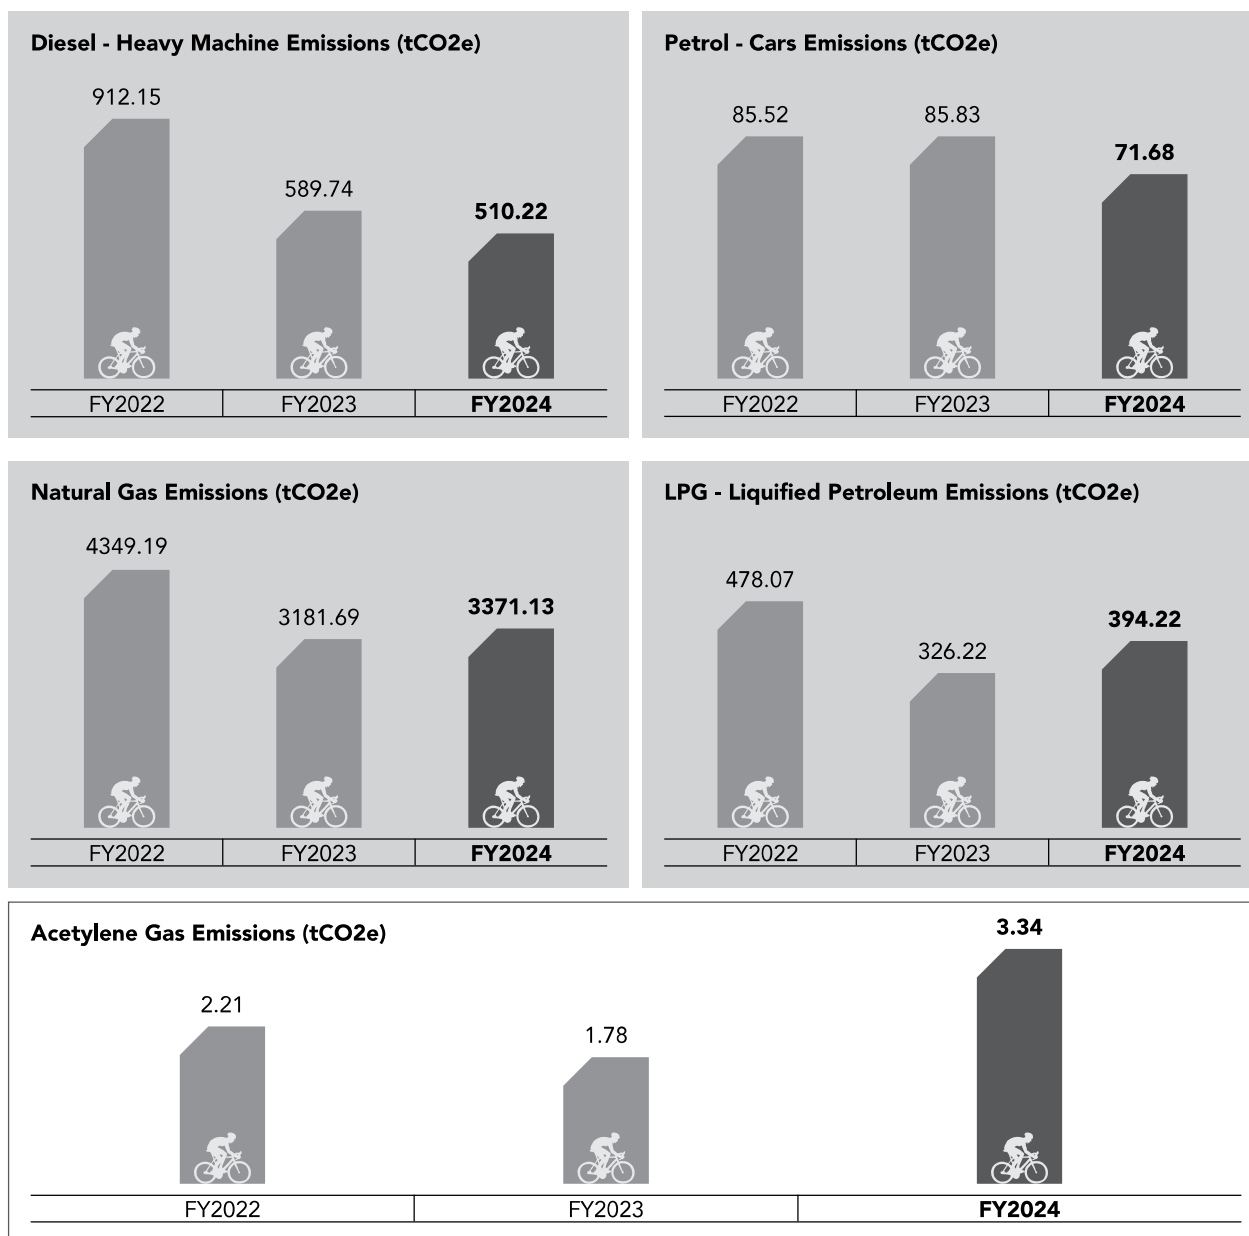 Diesel - Heavy Machine Emissions (tCO2e)
912.15
589.74
510.22
FY2022 FY2023 FY2024
Petrol - Cars Emissions (tCO2e)
85.52 85.83
71.68
FY2022 FY2023 FY2024
Natural Gas Emissions (tCO2e)
4349.19
3181.69
3371.13
FY2022 FY2023 FY2024
LPG - Liquified Petroleum Emissions (tCO2e)
478.07
326.22
394.22
FY2022 FY2023 FY2024
Acetylene Gas Emissions (tCO2e)
2.21
1.78
3.34
FY2022 FY2023 FY2024